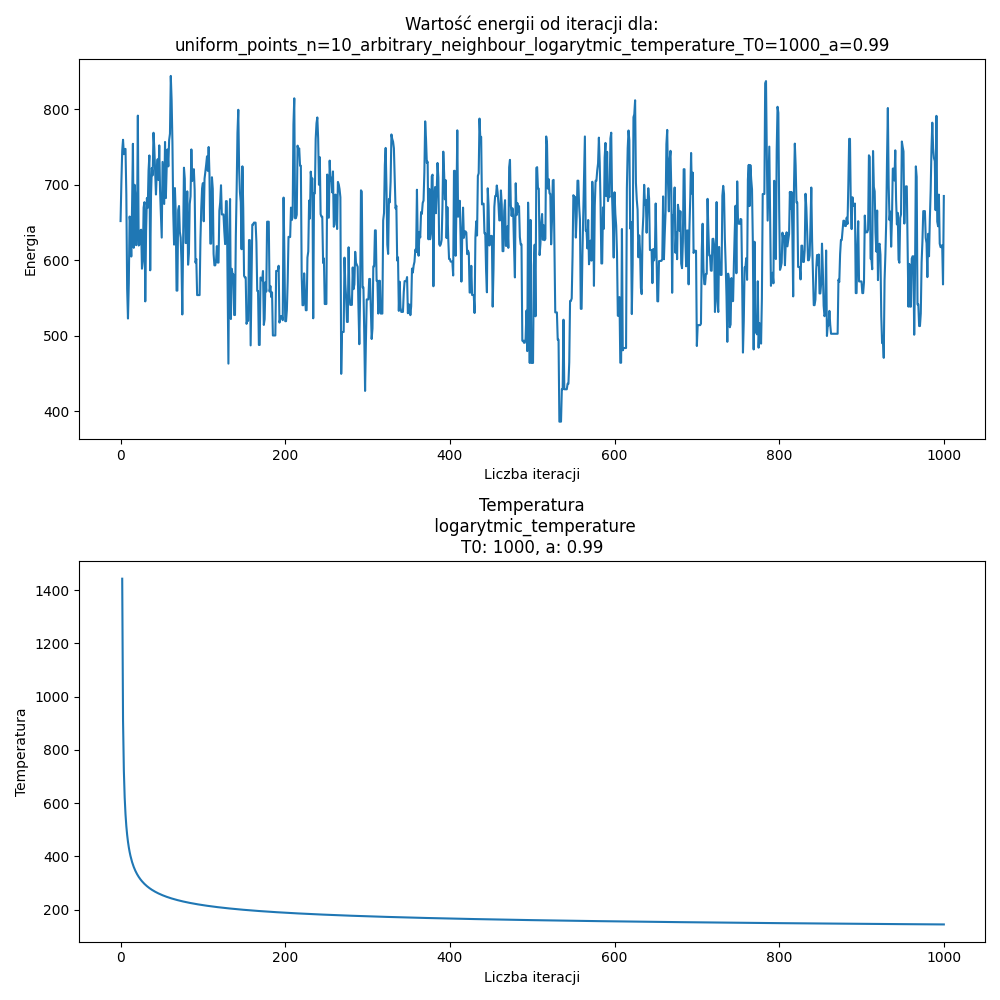 Wartość energii od iteracji dla:
uniform_points_n=10_arbitrary_neighbour_logarytmic_temperature_T0=1000_a=0.99
800
700
600
500
400
Energia
0
200
400
600
800
1000
Liczba iteracji
Temperatura
logarytmic_temperature
T0: 1000, a: 0.99
1400
1200
1000
800
600
400
200
Temperatura
0
200
400
600
800
1000
Liczba iteracji